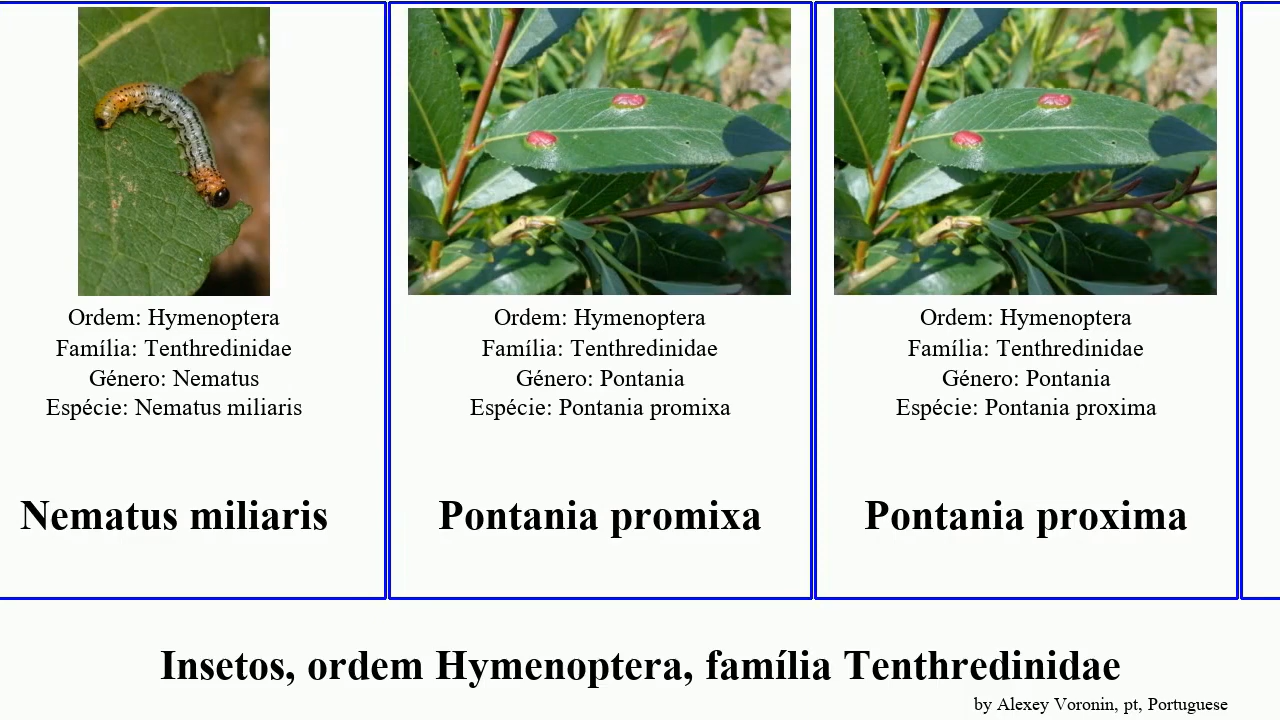 Ordem: Hymenoptera
Família: Tenthredinidae
Género: Nematus
Espécie: Nematus miliaris
Nematus miliaris
Ordem: Hymenoptera
Família: Tenthredinidae
Género: Pontania
Espécie: Pontania promixa
Pontania promixa
Ordem: Hymenoptera
Família: Tenthredinidae
Género: Pontania
Espécie: Pontania proxima
Pontania proxima
Insetos, ordem Hymenoptera, família Tenthredinidae
by Alexey Voronin, pt, Portuguese